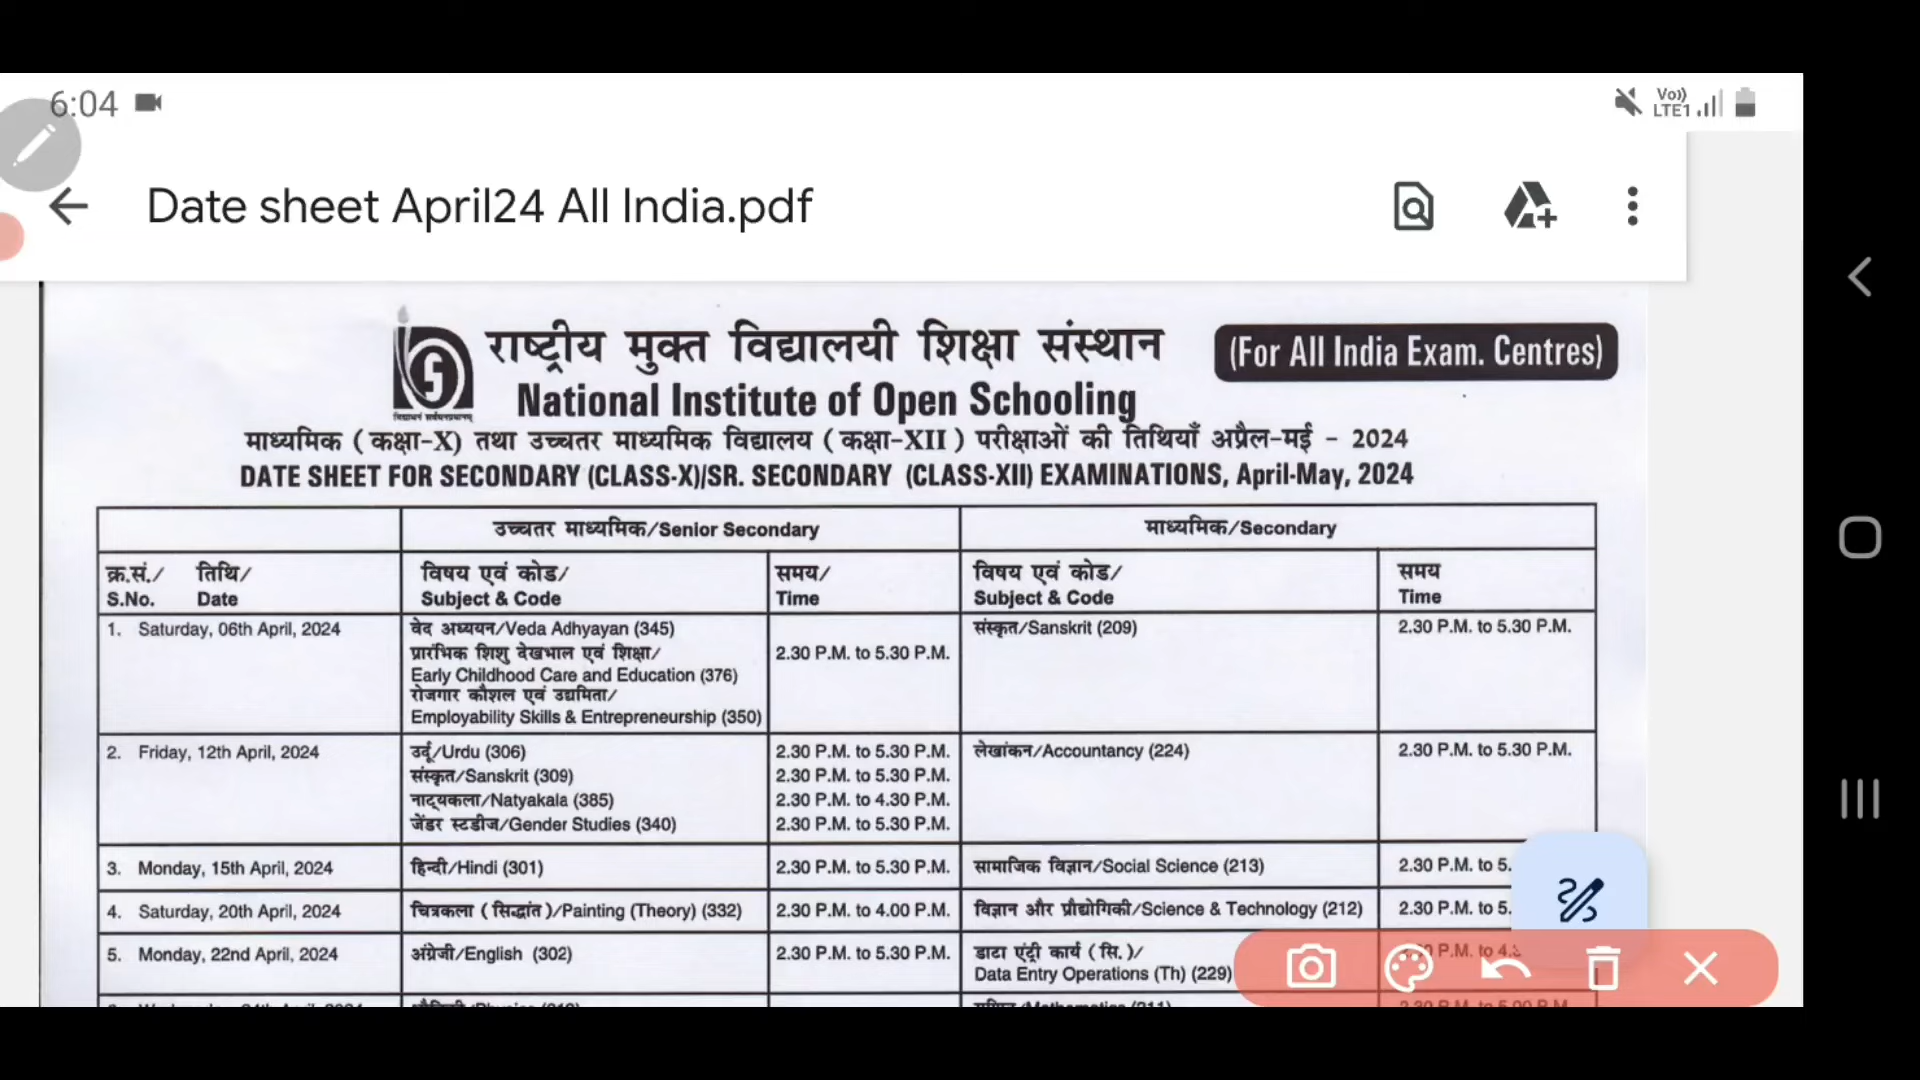 6:04
Vo)) LTE1
Date sheet April24 All India.pdf
राष्ट्रीय मुक्त विद्यालयी शिक्षा संस्थान
(For All India Exam. Centres)
National Institute of Open Schooling
माध्यमिक ( कक्षा-X) तथा उच्चतर माध्यमिक विद्यालय ( कक्षा-XII ) परीक्षाओं की तिथियाँ अप्रैल-मई - 2024
DATE SHEET FOR SECONDARY (CLASS-X)/SR. SECONDARY (CLASS-XII) EXAMINATIONS, April-May, 2024
उच्चतर माध्यमिक/Senior Secondary माध्यमिक/Secondary
क्र.सं./ तिथि/ विषय एवं कोड/ समय/ विषय एवं कोड/ समय
S.No. Date Subject & Code Time Subject & Code Time
1. Saturday, 06th April, 2024 वेद अध्ययन/Veda Adhyayan (345) संस्कृत/Sanskrit (209) 2.30 P.M. to 5.30 P.M.
प्रारंभिक शिशु देखभाल एवं शिक्षा/ 2.30 P.M. to 5.30 P.M.
Early Childhood Care and Education (376)
रोजगार कौशल एवं उद्यमिता/
Employability Skills & Entrepreneurship (350)
2. Friday, 12th April, 2024 उर्दू/Urdu (306) 2.30 P.M. to 5.30 P.M. लेखांकन/Accountancy (224) 2.30 P.M. to 5.30 P.M.
संस्कृत/Sanskrit (309) 2.30 P.M. to 5.30 P.M.
नाट्यकला/Natyakala (385) 2.30 P.M. to 4.30 P.M.
जेंडर स्टडीज/Gender Studies (340) 2.30 P.M. to 5.30 P.M.
3. Monday, 15th April, 2024 हिन्दी/Hindi (301) 2.30 P.M. to 5.30 P.M. सामाजिक विज्ञान/Social Science (213) 2.30 P.M. to 5.
4. Saturday, 20th April, 2024 चित्रकला ( सिद्धांत )/Painting (Theory) (332) 2.30 P.M. to 4.00 P.M. विज्ञान और प्रौद्योगिकी/Science & Technology (212) 2.30 P.M. to 5.
5. Monday, 22nd April, 2024 अंग्रेजी/English (302) 2.30 P.M. to 5.30 P.M. डाटा एंट्री कार्य ( सि. )/ P.M. to 4.
Data Entry Operations (Th) (229)